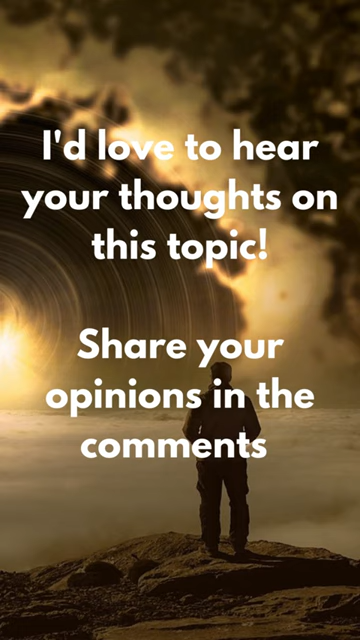 I'd love to hear
your thoughts on
this topic!
Share your
opinions in the
comments